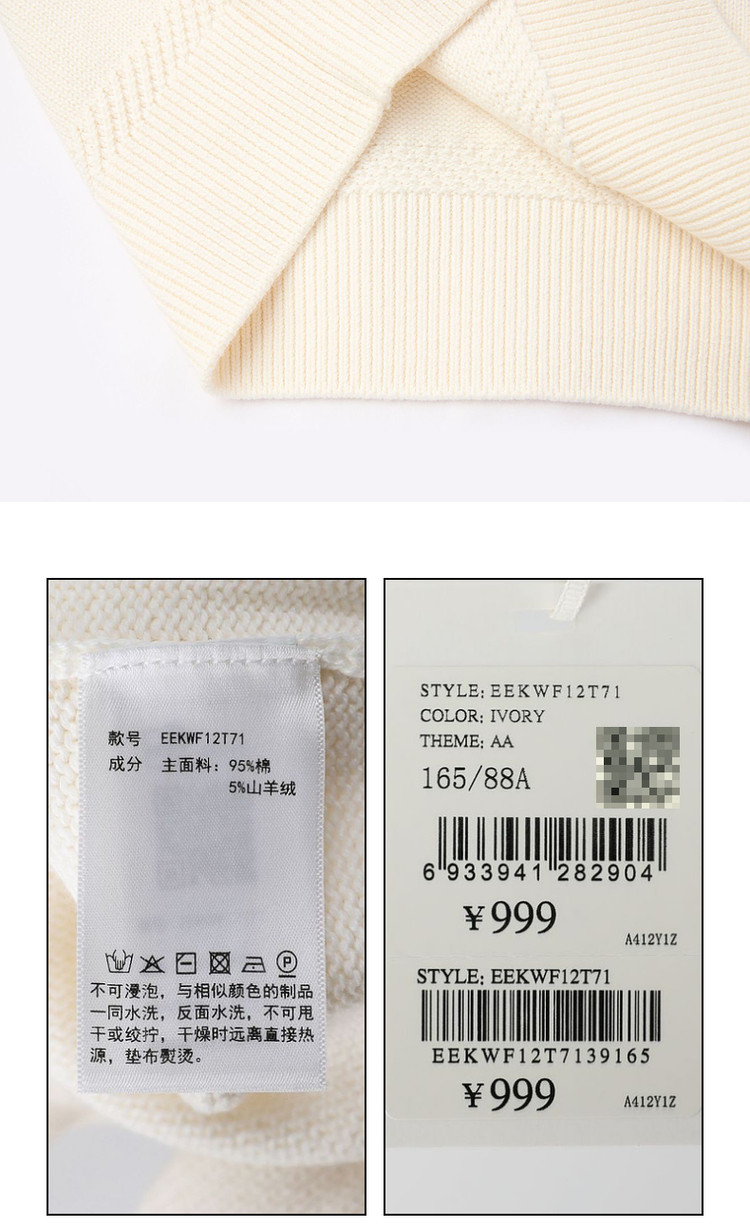 款号 EEKWF12T71
成分 主面料：95%棉
5%山羊绒
不可浸泡，与相似颜色的制品
一同水洗，反面水洗，不可甩
干或绞拧，干燥时远离直接热
源，垫布熨烫。
STYLE: EEKWF12T71
COLOR: IVORY
THEME: AA
165/88A
6 933941 282904
¥999
A412Y1Z
STYLE: EEKWF12T71
EEKWF12T7139165
¥999
A412Y1Z